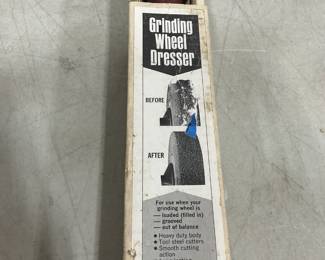 Grinding
Wheel
Dresser
BEFORE
AFTER
For use when your
grinding wheel is
— loaded (filled in)
— grooved
— out of balance
● Heavy duty body
● Tool steel cutters
● Smooth cutting
action